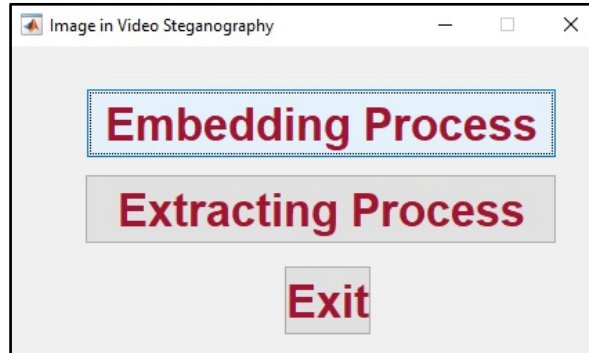 Image in Video Steganography
Embedding Process
Extracting Process
Exit